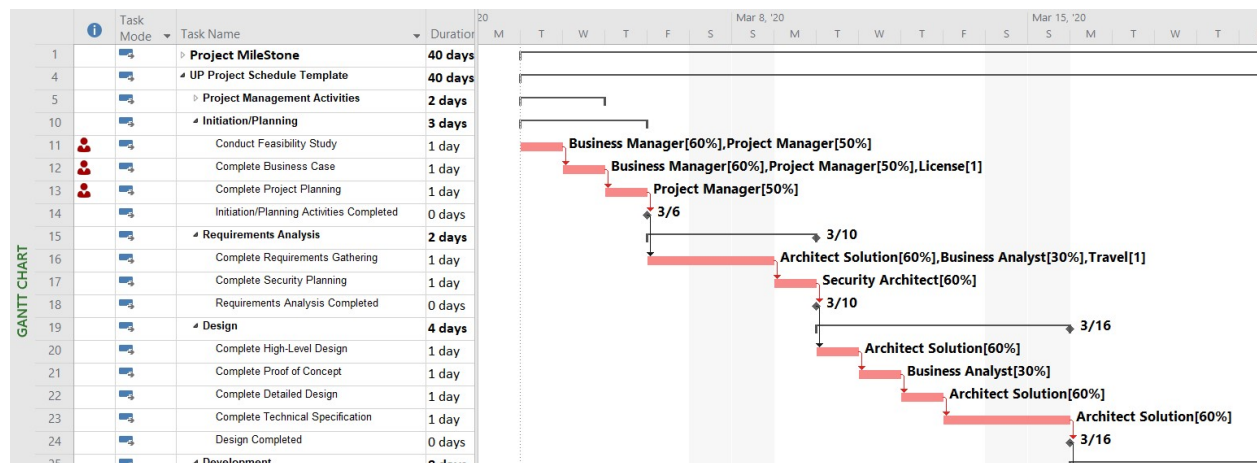 20 Mar 8, '20 Mar 15, '20
Task Mode Task Name Duration M T W T F S S M T W T F S S M T W T
1 Project MileStone 40 days
4 UP Project Schedule Template 40 days
5 Project Management Activities 2 days
10 Initiation/Planning 3 days
11 Conduct Feasibility Study 1 day Business Manager[60%],Project Manager[50%]
12 Complete Business Case 1 day Business Manager[60%],Project Manager[50%],License[1]
13 Complete Project Planning 1 day Project Manager[50%]
14 Initiation/Planning Activities Completed 0 days 3/6
15 Requirements Analysis 2 days 3/10
16 Complete Requirements Gathering 1 day Architect Solution[60%],Business Analyst[30%],Travel[1]
17 Complete Security Planning 1 day Security Architect[60%]
18 Requirements Analysis Completed 0 days 3/10
19 Design 4 days 3/16
20 Complete High-Level Design 1 day Architect Solution[60%]
21 Complete Proof of Concept 1 day Business Analyst[30%]
22 Complete Detailed Design 1 day Architect Solution[60%]
23 Complete Technical Specification 1 day Architect Solution[60%]
24 Design Completed 0 days 3/16
GANTT CHART